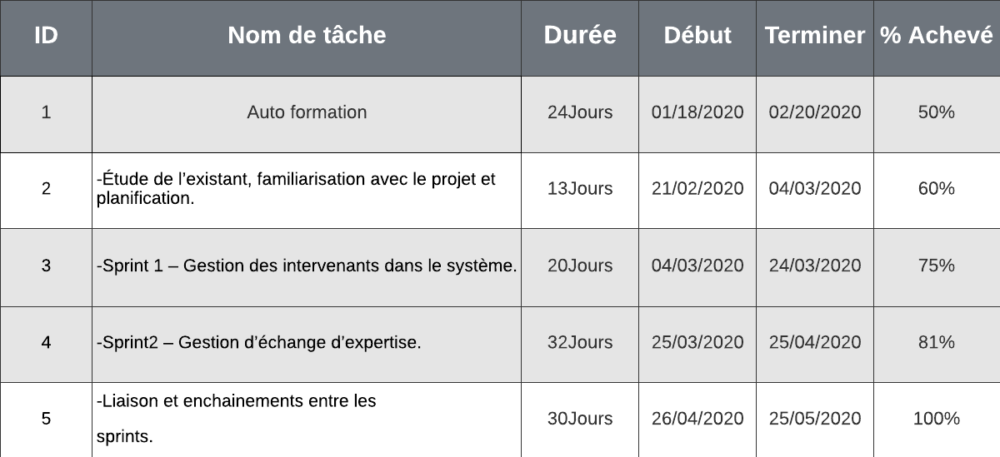 ID Nom de tâche Durée Début Terminer % Achevé
1 Auto formation 24Jours 01/18/2020 02/20/2020 50%
-Étude de l’existant, familiarisation avec le projet et
2 13Jours 21/02/2020 04/03/2020 60%
planification.
3 -Sprint 1 – Gestion des intervenants dans le système. 20Jours 04/03/2020 24/03/2020 75%
4 -Sprint2 – Gestion d’échange d’expertise. 32Jours 25/03/2020 25/04/2020 81%
-Liaison et enchainements entre les
5 30Jours 26/04/2020 25/05/2020 100%
sprints.